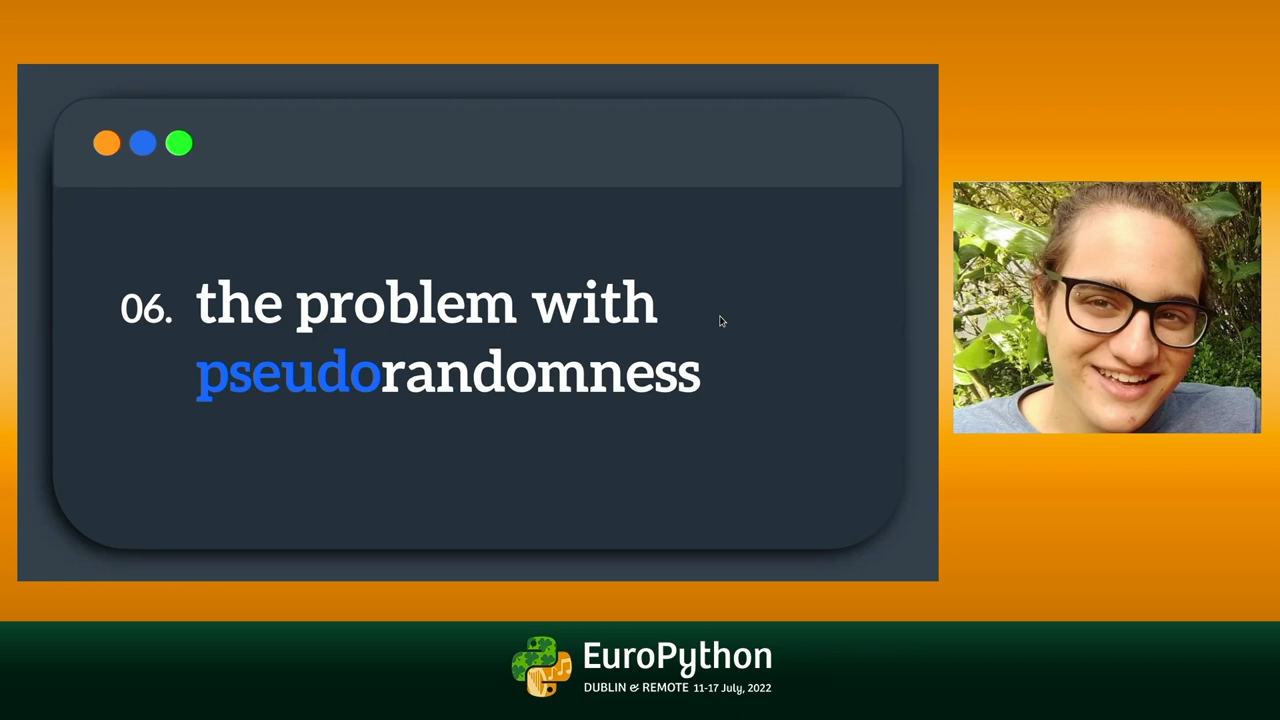 06. the problem with
pseudorandomness
EuroPython
DUBLIN & REMOTE 11-17 July, 2022